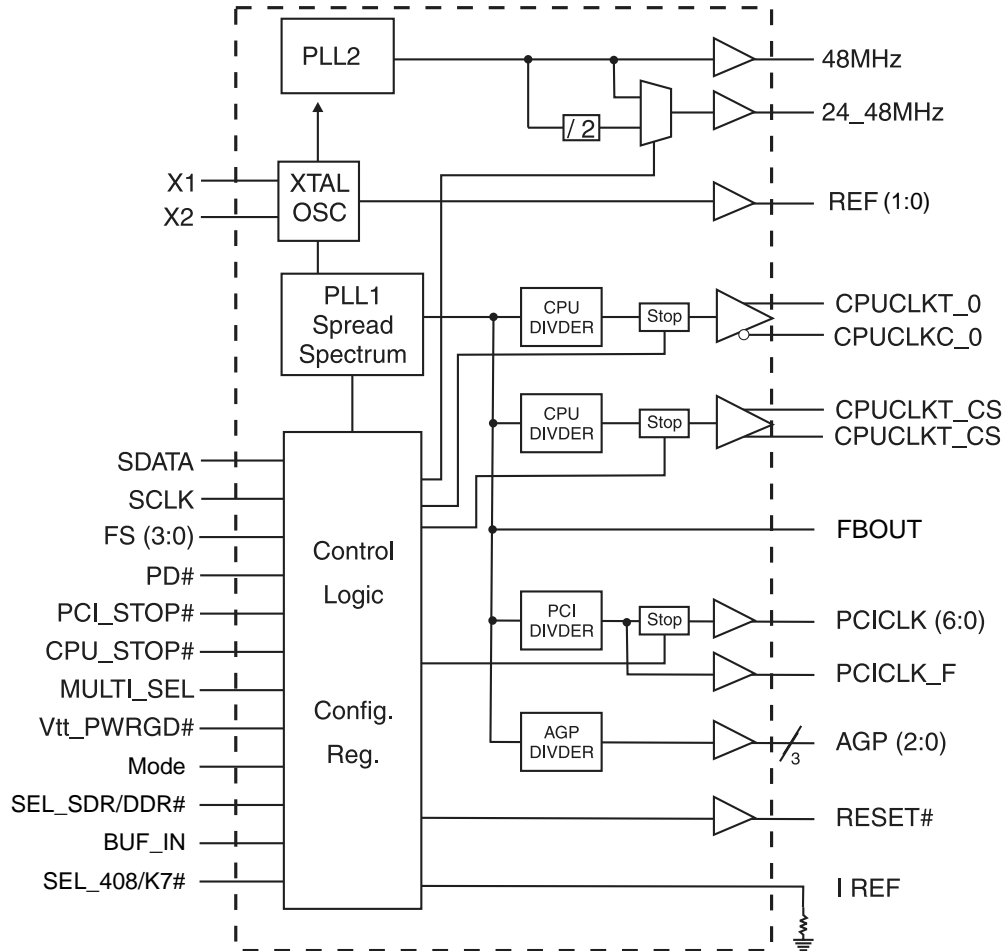 PLL2
48MHz
24_48MHz
/ 2
X1
X2
XTAL
OSC
REF (1:0)
PLL1
Spread
Spectrum
CPU
DIVDER
Stop
CPUCLKT_0
CPUCLKC_0
CPU
DIVDER
Stop
CPUCLKT_CS
CPUCLKT_CS
SDATA
SCLK
FS (3:0)
PD#
PCI_STOP#
CPU_STOP#
MULTI_SEL
Vtt_PWRGD#
Mode
SEL_SDR/DDR#
BUF_IN
SEL_408/K7#
Control
Logic
Config.
Reg.
FBOUT
PCI
DIVDER
Stop
PCICLK (6:0)
PCICLK_F
AGP
DIVDER
3
AGP (2:0)
RESET#
I REF